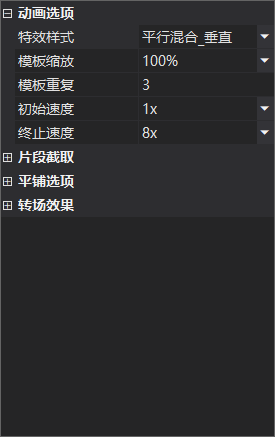 动画选项
特效样式 平行混合_垂直
模板缩放 100%
模板重复 3
初始速度 1x
终止速度 8x
片段截取
平铺选项
转场效果